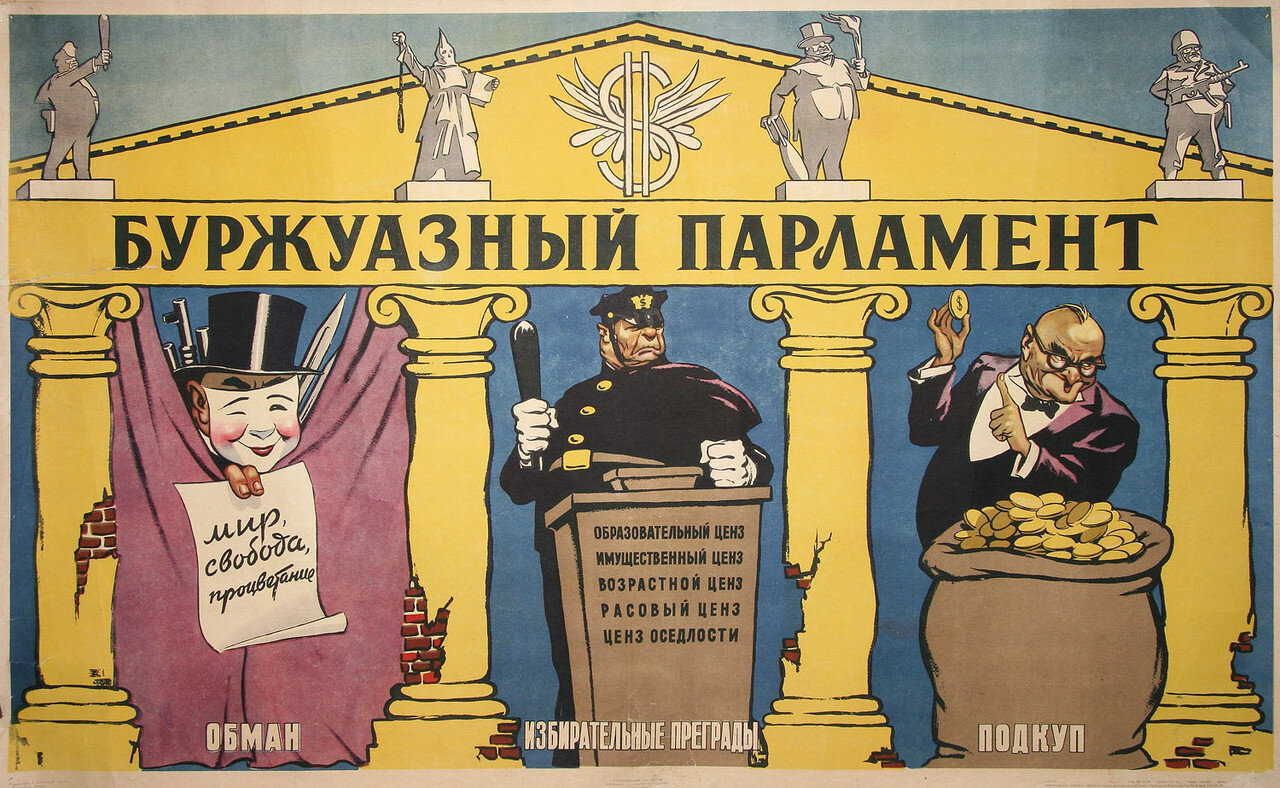 БУРЖУАЗНЫЙ ПАРЛАМЕНТ
мир,
свобода,
процветание
ОБРАЗОВАТЕЛЬНЫЙ ЦЕНЗ
ИМУЩЕСТВЕННЫЙ ЦЕНЗ
ВОЗРАСТНОЙ ЦЕНЗ
РАСОВЫЙ ЦЕНЗ
ЦЕНЗ ОСЕДЛОСТИ
ОБМАН
ИЗБИРАТЕЛЬНЫЕ ПРЕГРАДЫ
ПОДКУП